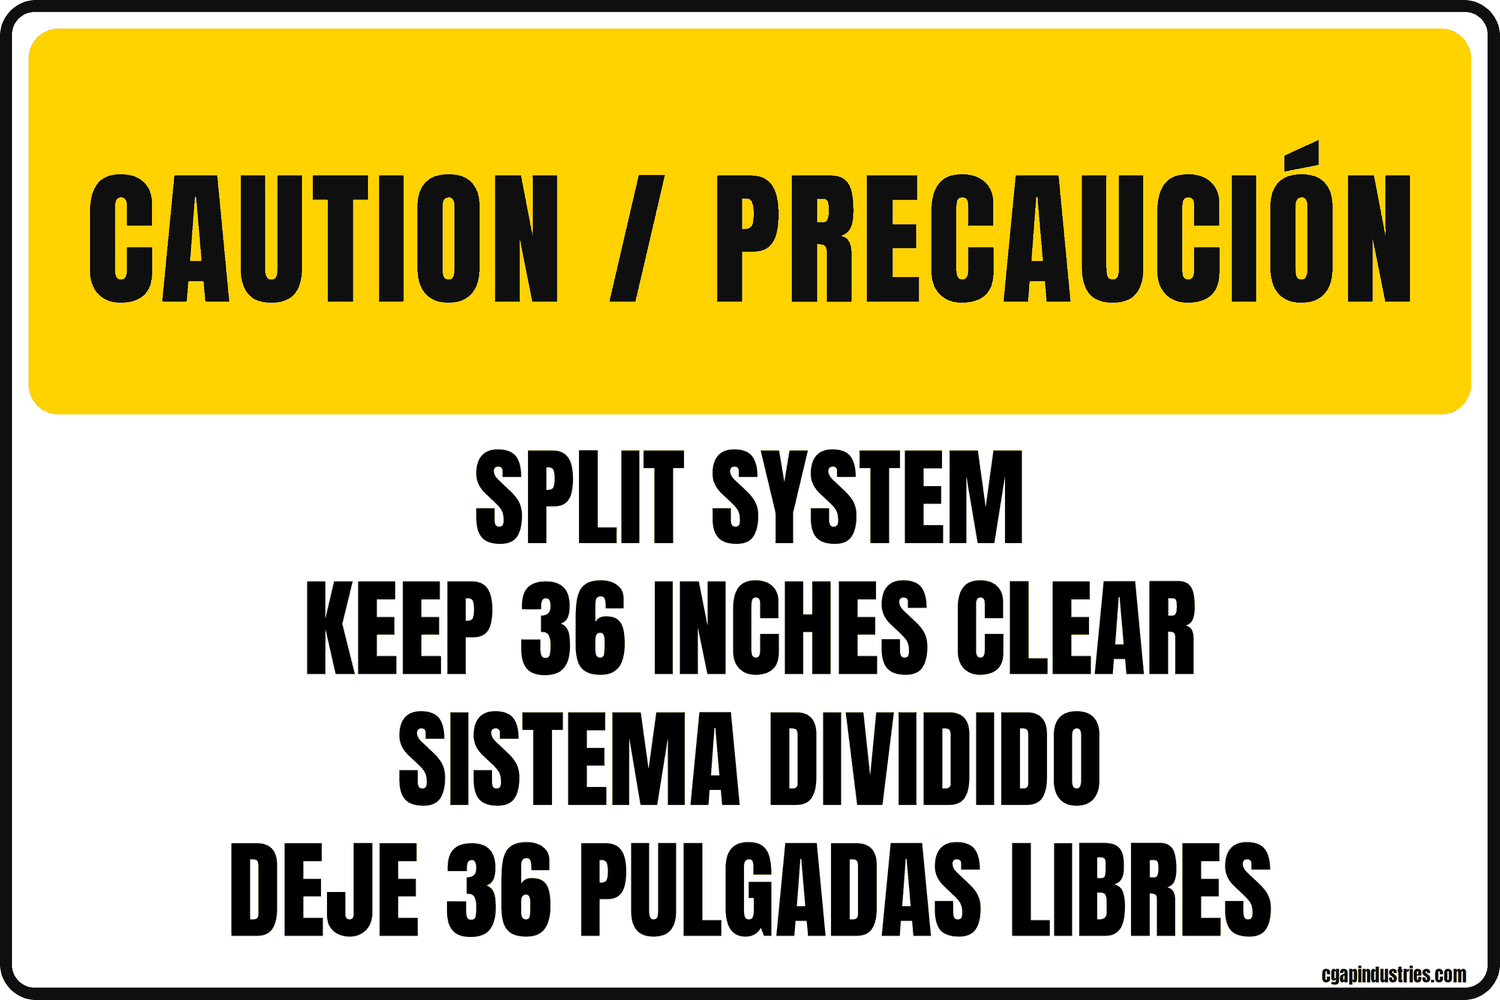 CAUTION / PRECAUCIÓN
SPLIT SYSTEM
KEEP 36 INCHES CLEAR
SISTEMA DIVIDIDO
DEJE 36 PULGADAS LIBRES
cgapindustries.com